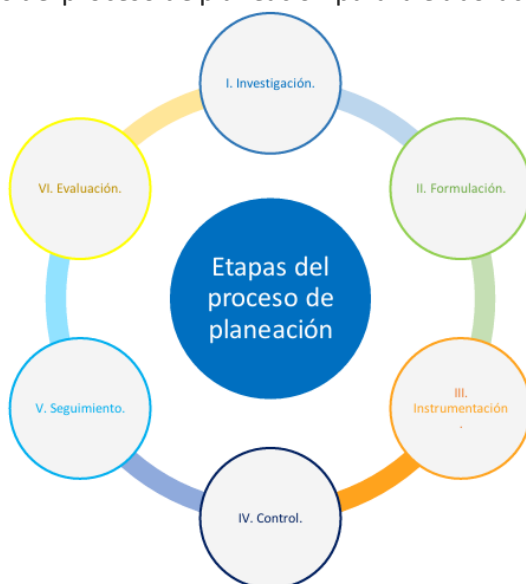 I. Investigación.
II. Formulación.
III.
Instrumentación
.
IV. Control.
V. Seguimiento.
VI. Evaluación.
Etapas del
proceso de
planeación